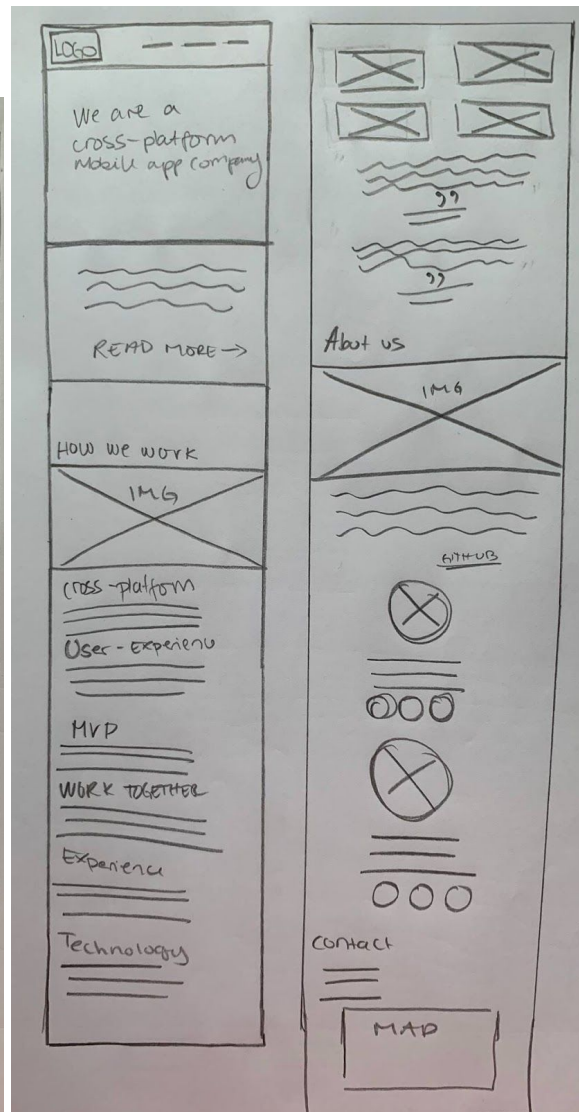 LOGO
We are a
cross-platform
Mobile app company
READ MORE →
How we work
IMG
Cross-platform
User-Experienu
MVP
WORK TOGETHER
Experience
Technology
,,
,,
About us
IMG
GITHUB
Contact
MAP